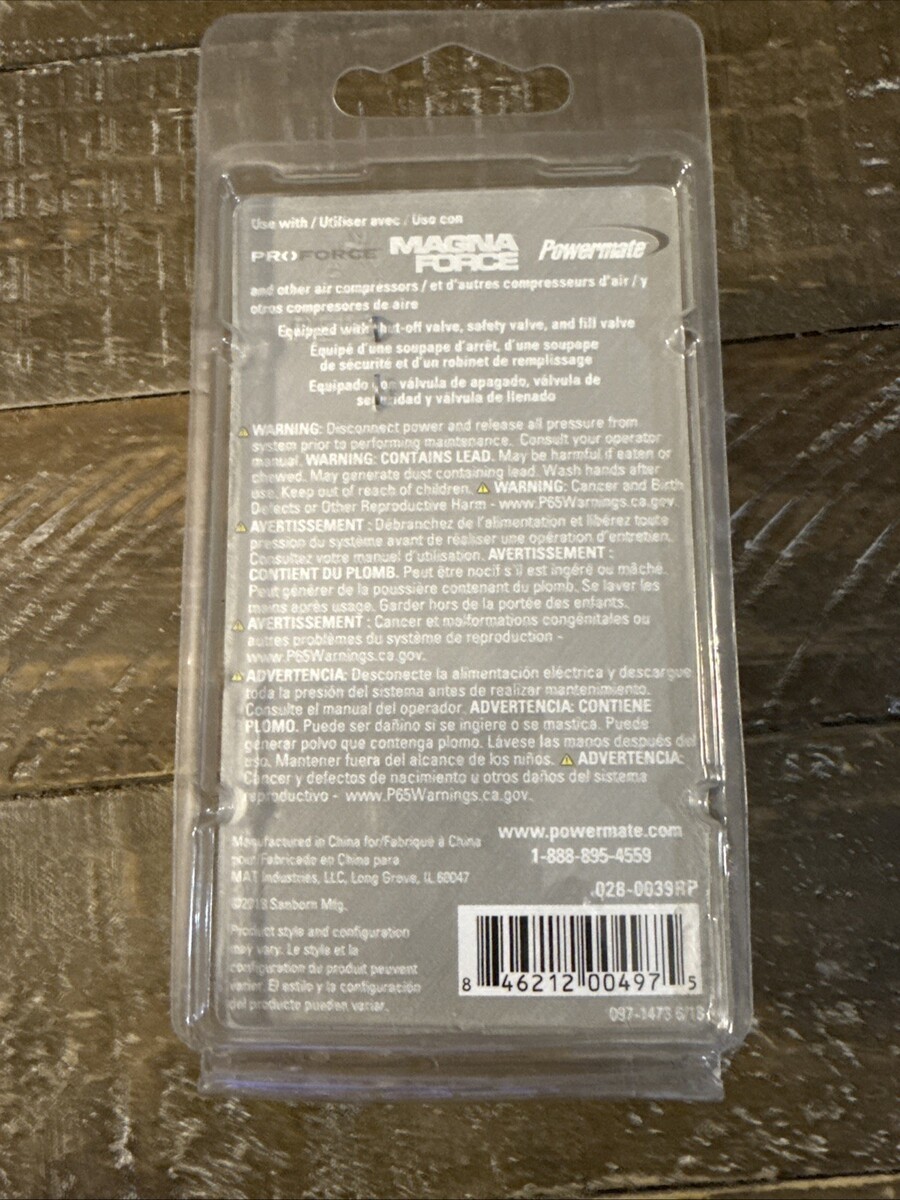 Use with / Utiliser avec / Uso con
PROFORCE MAGNA FORCE Powermate
and other air compressors / et d'autres compresseurs d'air / y
otros compresores de aire
Equipped with shut-off valve, safety valve, and fill valve
Équipé d'une soupape d'arrêt, d'une soupape
de sécurité et d'un robinet de remplissage
Equipado con válvula de apagado, válvula de
seguridad y válvula de llenado
⚠ WARNING: Disconnect power and release all pressure from
system prior to performing maintenance. Consult your operator
manual. WARNING: CONTAINS LEAD. May be harmful if eaten or
chewed. May generate dust containing lead. Wash hands after
use. Keep out of reach of children. ⚠ WARNING: Cancer and Birth
Defects or Other Reproductive Harm - www.P65Warnings.ca.gov.
⚠ AVERTISSEMENT : Débranchez de l'alimentation et libérez toute
pression du système avant de réaliser une opération d'entretien.
Consultez votre manuel d'utilisation. AVERTISSEMENT :
CONTIENT DU PLOMB. Peut être nocif s'il est ingéré ou mâché.
Peut générer de la poussière contenant du plomb. Se laver les
mains après usage. Garder hors de la portée des enfants.
⚠ AVERTISSEMENT : Cancer et malformations congénitales ou
autres problèmes du système de reproduction -
www.P65Warnings.ca.gov.
⚠ ADVERTENCIA: Desconecte la alimentación eléctrica y descargue
toda la presión del sistema antes de realizar mantenimiento.
Consulte el manual del operador. ADVERTENCIA: CONTIENE
PLOMO. Puede ser dañino si se ingiere o se mastica. Puede
generar polvo que contenga plomo. Lávese las manos después del
uso. Mantener fuera del alcance de los niños. ⚠ ADVERTENCIA:
Cáncer y defectos de nacimiento u otros daños del sistema
reproductivo - www.P65Warnings.ca.gov.
Manufactured in China for/Fabriqué à China
pour/Fabricado en China para
MAT Industries, LLC, Long Grove, IL 60047
©2018 Sanborn Mfg.
Product style and configuration
may vary. Le style et la
configuration du produit peuvent
varier. El estilo y la configuración
del producto pueden variar.
www.powermate.com
1-888-895-4559
028-0039RP
8 46212 00497 5
097-1473 6/18